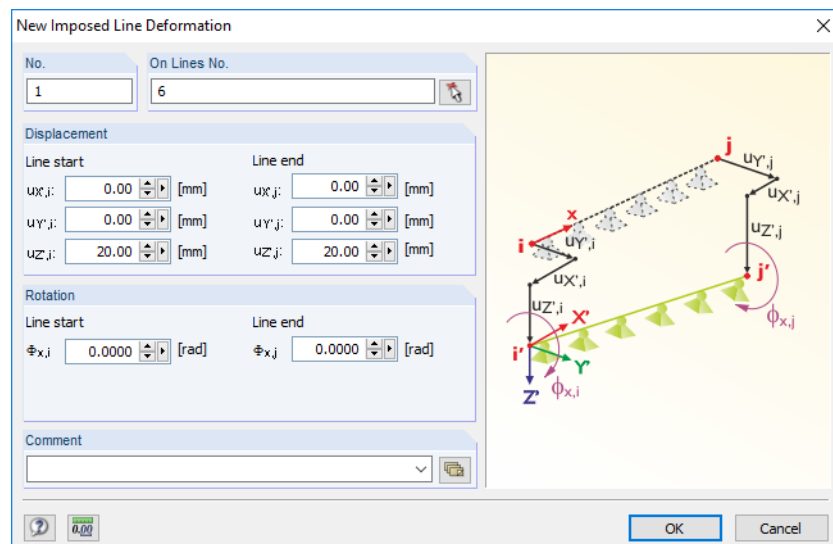 New Imposed Line Deformation
No.
On Lines No.
1
6
Displacement
Line start
Line end
uX',i: 0.00 [mm]
uX',j: 0.00 [mm]
uY',i: 0.00 [mm]
uY',j: 0.00 [mm]
uZ',i: 20.00 [mm]
uZ',j: 20.00 [mm]
Rotation
Line start
Line end
Φx,i 0.0000 [rad]
Φx,j 0.0000 [rad]
Comment
0.00
OK
Cancel
j
uY',j
uX',j
x
i
uY',i
uZ',j
uX',i
j'
uZ',i
X'
ϕx,j
i'
Y'
Z'
ϕx,i